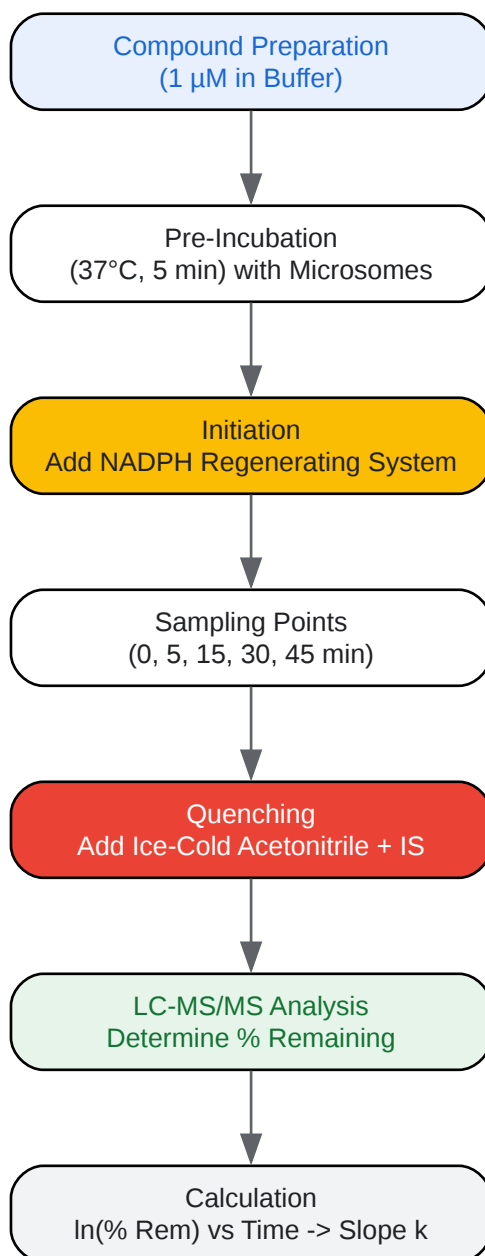 Compound Preparation
(1 µM in Buffer)
Pre-Incubation
(37°C, 5 min) with Microsomes
Initiation
Add NADPH Regenerating System
Sampling Points
(0, 5, 15, 30, 45 min)
Quenching
Add Ice-Cold Acetonitrile + IS
LC-MS/MS Analysis
Determine % Remaining
Calculation
ln(% Rem) vs Time -> Slope k